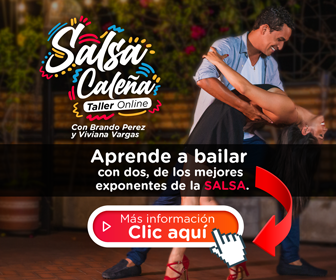 Salsa
Caleña
Taller Online
Con Brando Perez
y Viviana Vargas
Aprende a bailar
con dos, de los mejores
exponentes de la SALSA.
Más información
Clic aquí